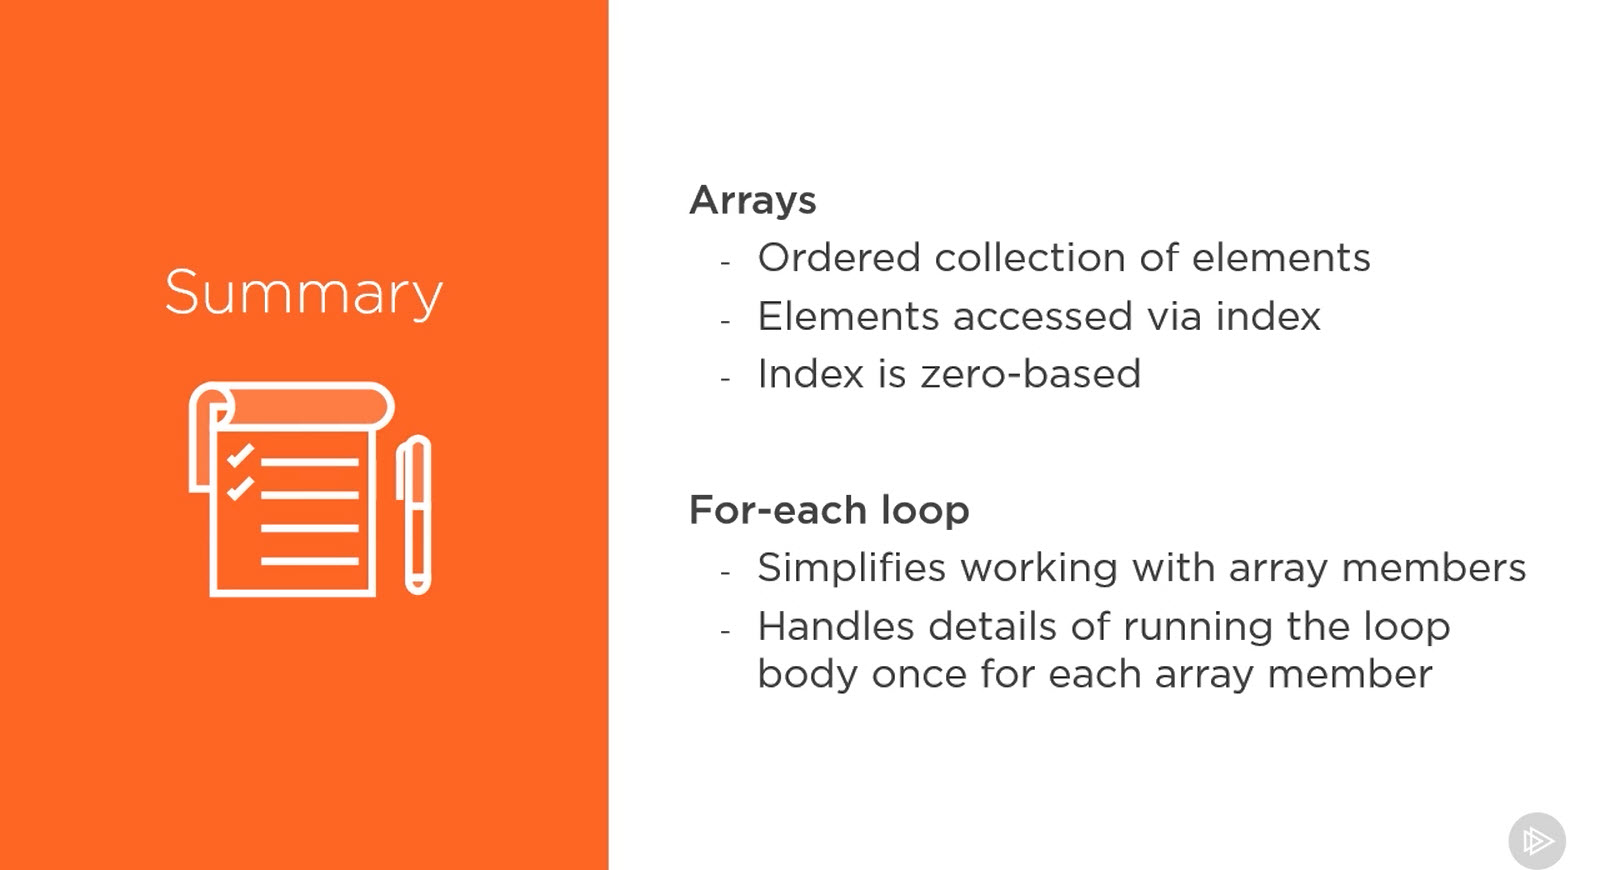 Summary
Arrays
- Ordered collection of elements
- Elements accessed via index
- Index is zero-based
For-each loop
- Simplifies working with array members
- Handles details of running the loop
body once for each array member